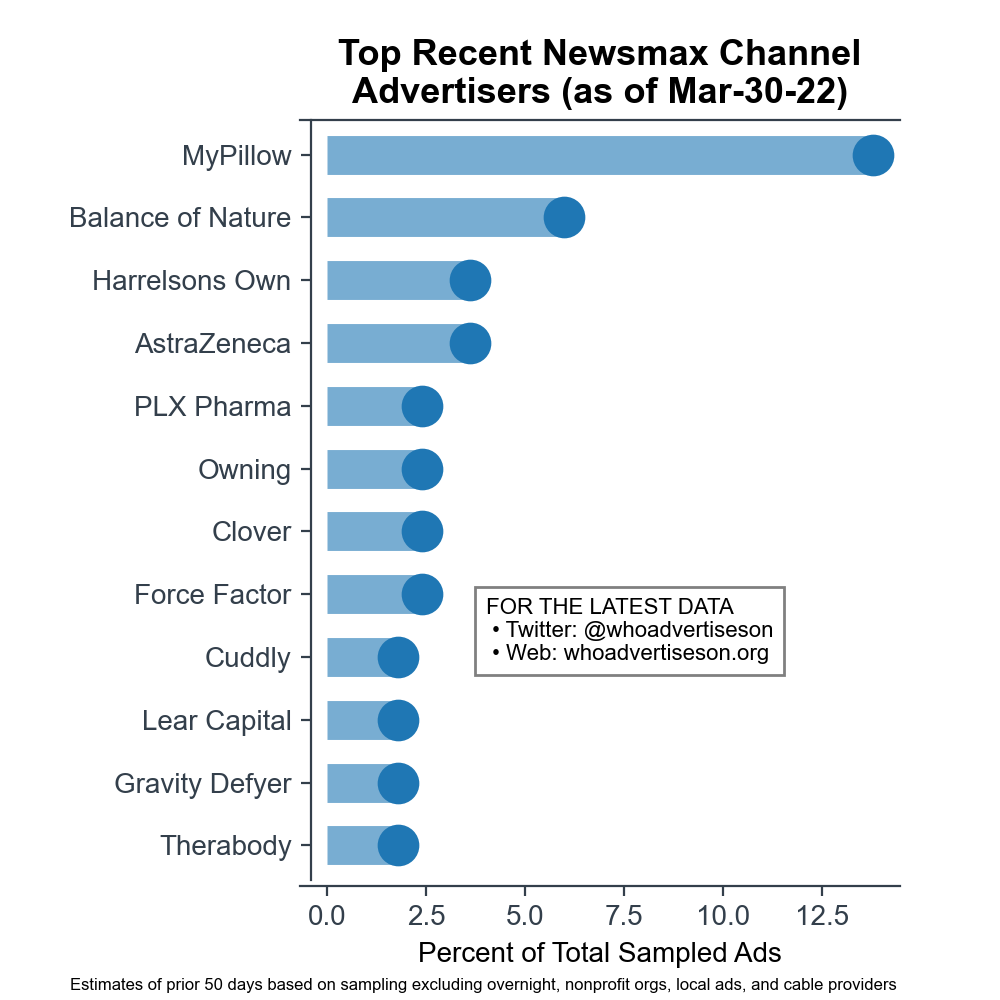 Top Recent Newsmax Channel
Advertisers (as of Mar-30-22)
MyPillow
Balance of Nature
Harrelsons Own
AstraZeneca
PLX Pharma
Owning
Clover
Force Factor
Cuddly
Lear Capital
Gravity Defyer
Therabody
FOR THE LATEST DATA
• Twitter: @whoadvertiseson
• Web: whoadvertiseson.org
0.0 2.5 5.0 7.5 10.0 12.5
Percent of Total Sampled Ads
Estimates of prior 50 days based on sampling excluding overnight, nonprofit orgs, local ads, and cable providers